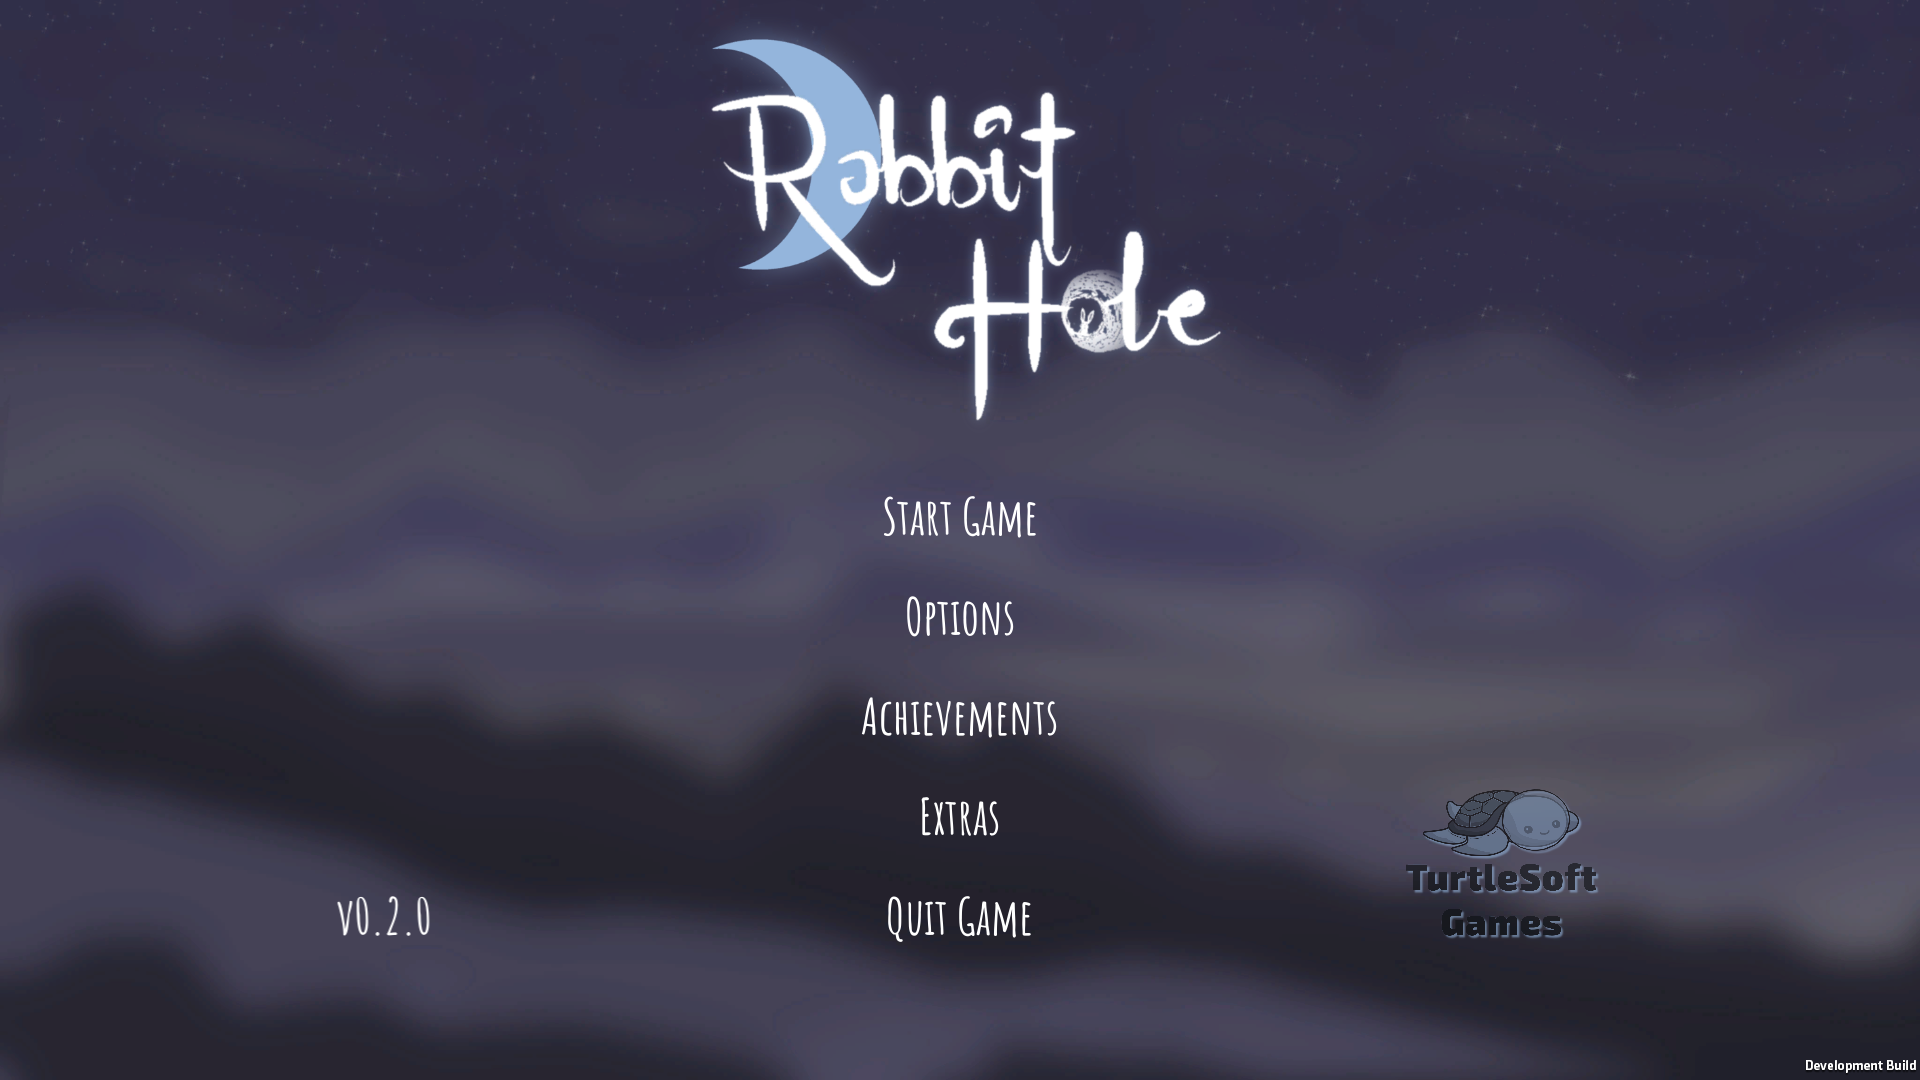 Rabbit
Hole
Start Game
Options
Achievements
Extras
Quit Game
v0.2.0
TurtleSoft
Games
Development Build